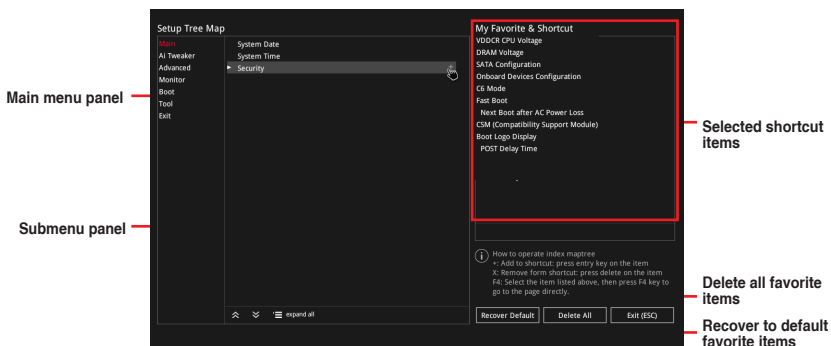 Setup Tree Map
Main
Ai Tweaker
Advanced
Monitor
Boot
Tool
Exit
System Date
System Time
Security
+
expand all
My Favorite & Shortcut
VDDCR CPU Voltage
DRAM Voltage
SATA Configuration
Onboard Devices Configuration
C6 Mode
Fast Boot
Next Boot after AC Power Loss
CSM (Compatibility Support Module)
Boot Logo Display
POST Delay Time
i
How to operate index maptree
+: Add to shortcut: press entry key on the item
X: Remove form shortcut: press delete on the item
F4: Select the item listed above, then press F4 key to
go to the page directly.
Recover Default
Delete All
Exit (ESC)
Main menu panel
Submenu panel
Selected shortcut
items
Delete all favorite
items
Recover to default
favorite items